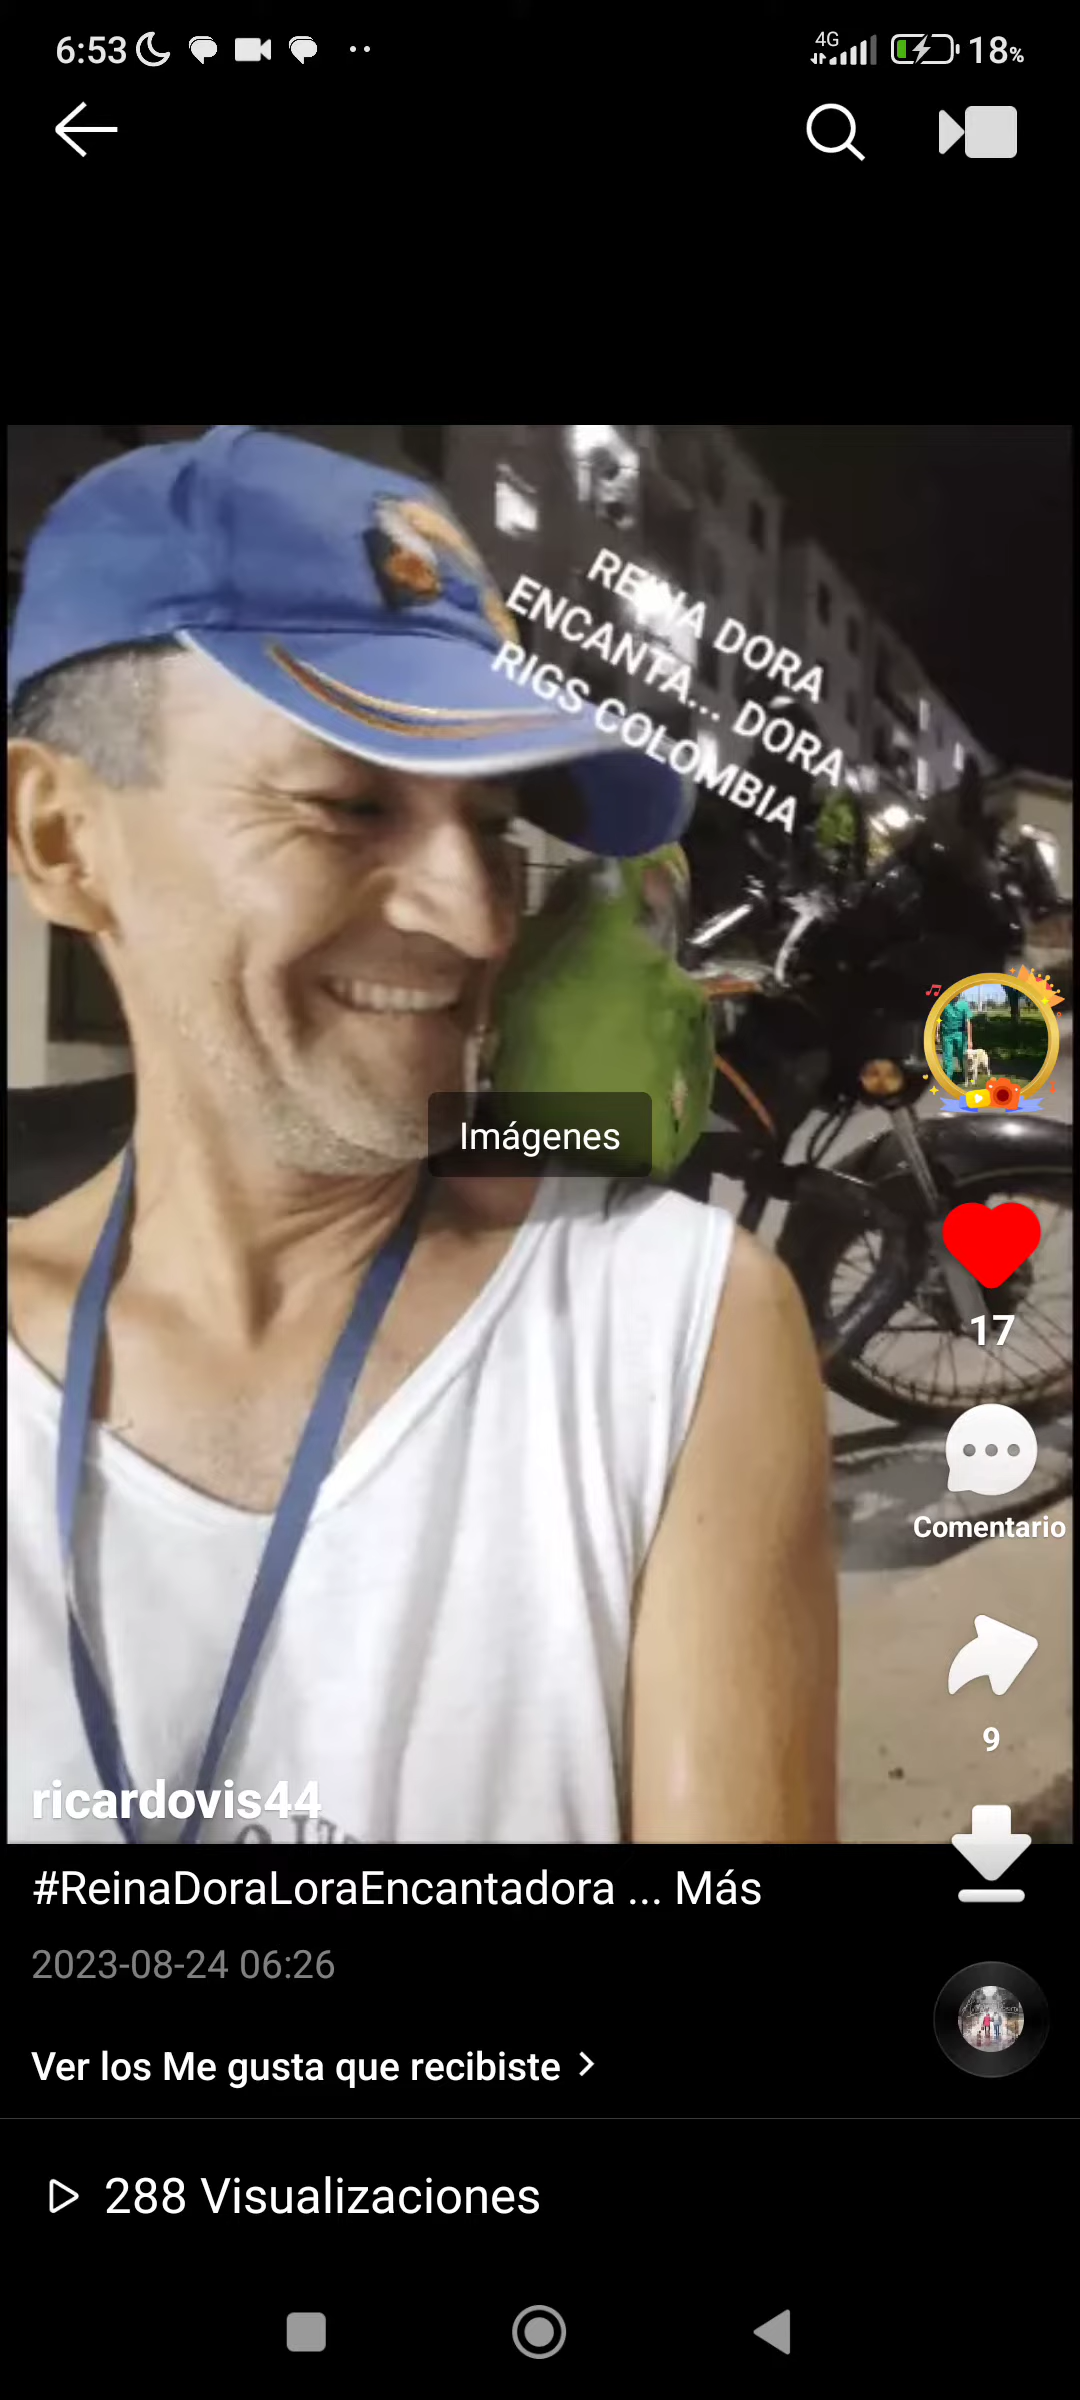 6:53
4G
18%
REINA DORA
ENCANTA... DORA
RIGS COLOMBIA
Imágenes
17
Comentario
9
ricardovis44
#ReinaDoraLoraEncantadora ... Más
2023-08-24 06:26
Ver los Me gusta que recibiste >
288 Visualizaciones